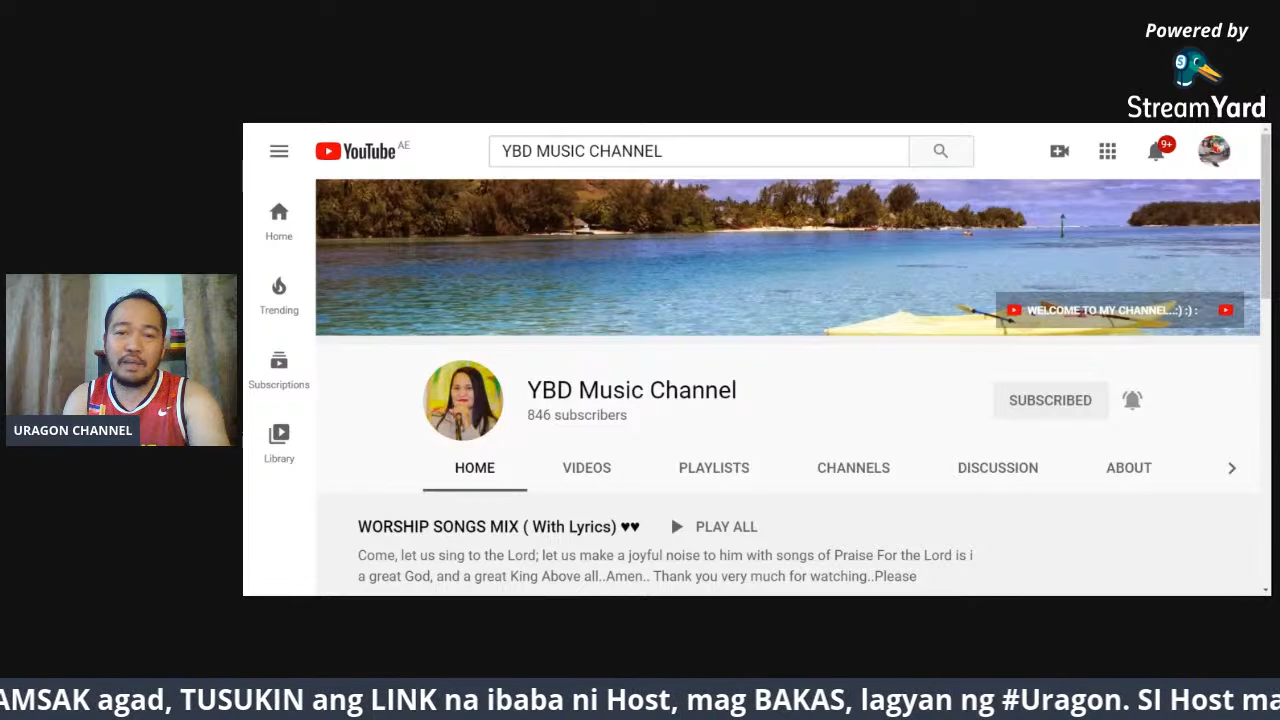 Powered by
StreamYard
YouTube AE
YBD MUSIC CHANNEL
9+
Home
Trending
Subscriptions
Library
WELCOME TO MY CHANNEL..:) :) :
YBD Music Channel
846 subscribers
SUBSCRIBED
HOME VIDEOS PLAYLISTS CHANNELS DISCUSSION ABOUT
WORSHIP SONGS MIX ( With Lyrics) ♥♥ PLAY ALL
Come, let us sing to the Lord; let us make a joyful noise to him with songs of Praise For the Lord is i
a great God, and a great King Above all..Amen.. Thank you very much for watching..Please
URAGON CHANNEL
AMSAK agad, TUSUKIN ang LINK na ibaba ni Host, mag BAKAS, lagyan ng #Uragon. SI Host ma